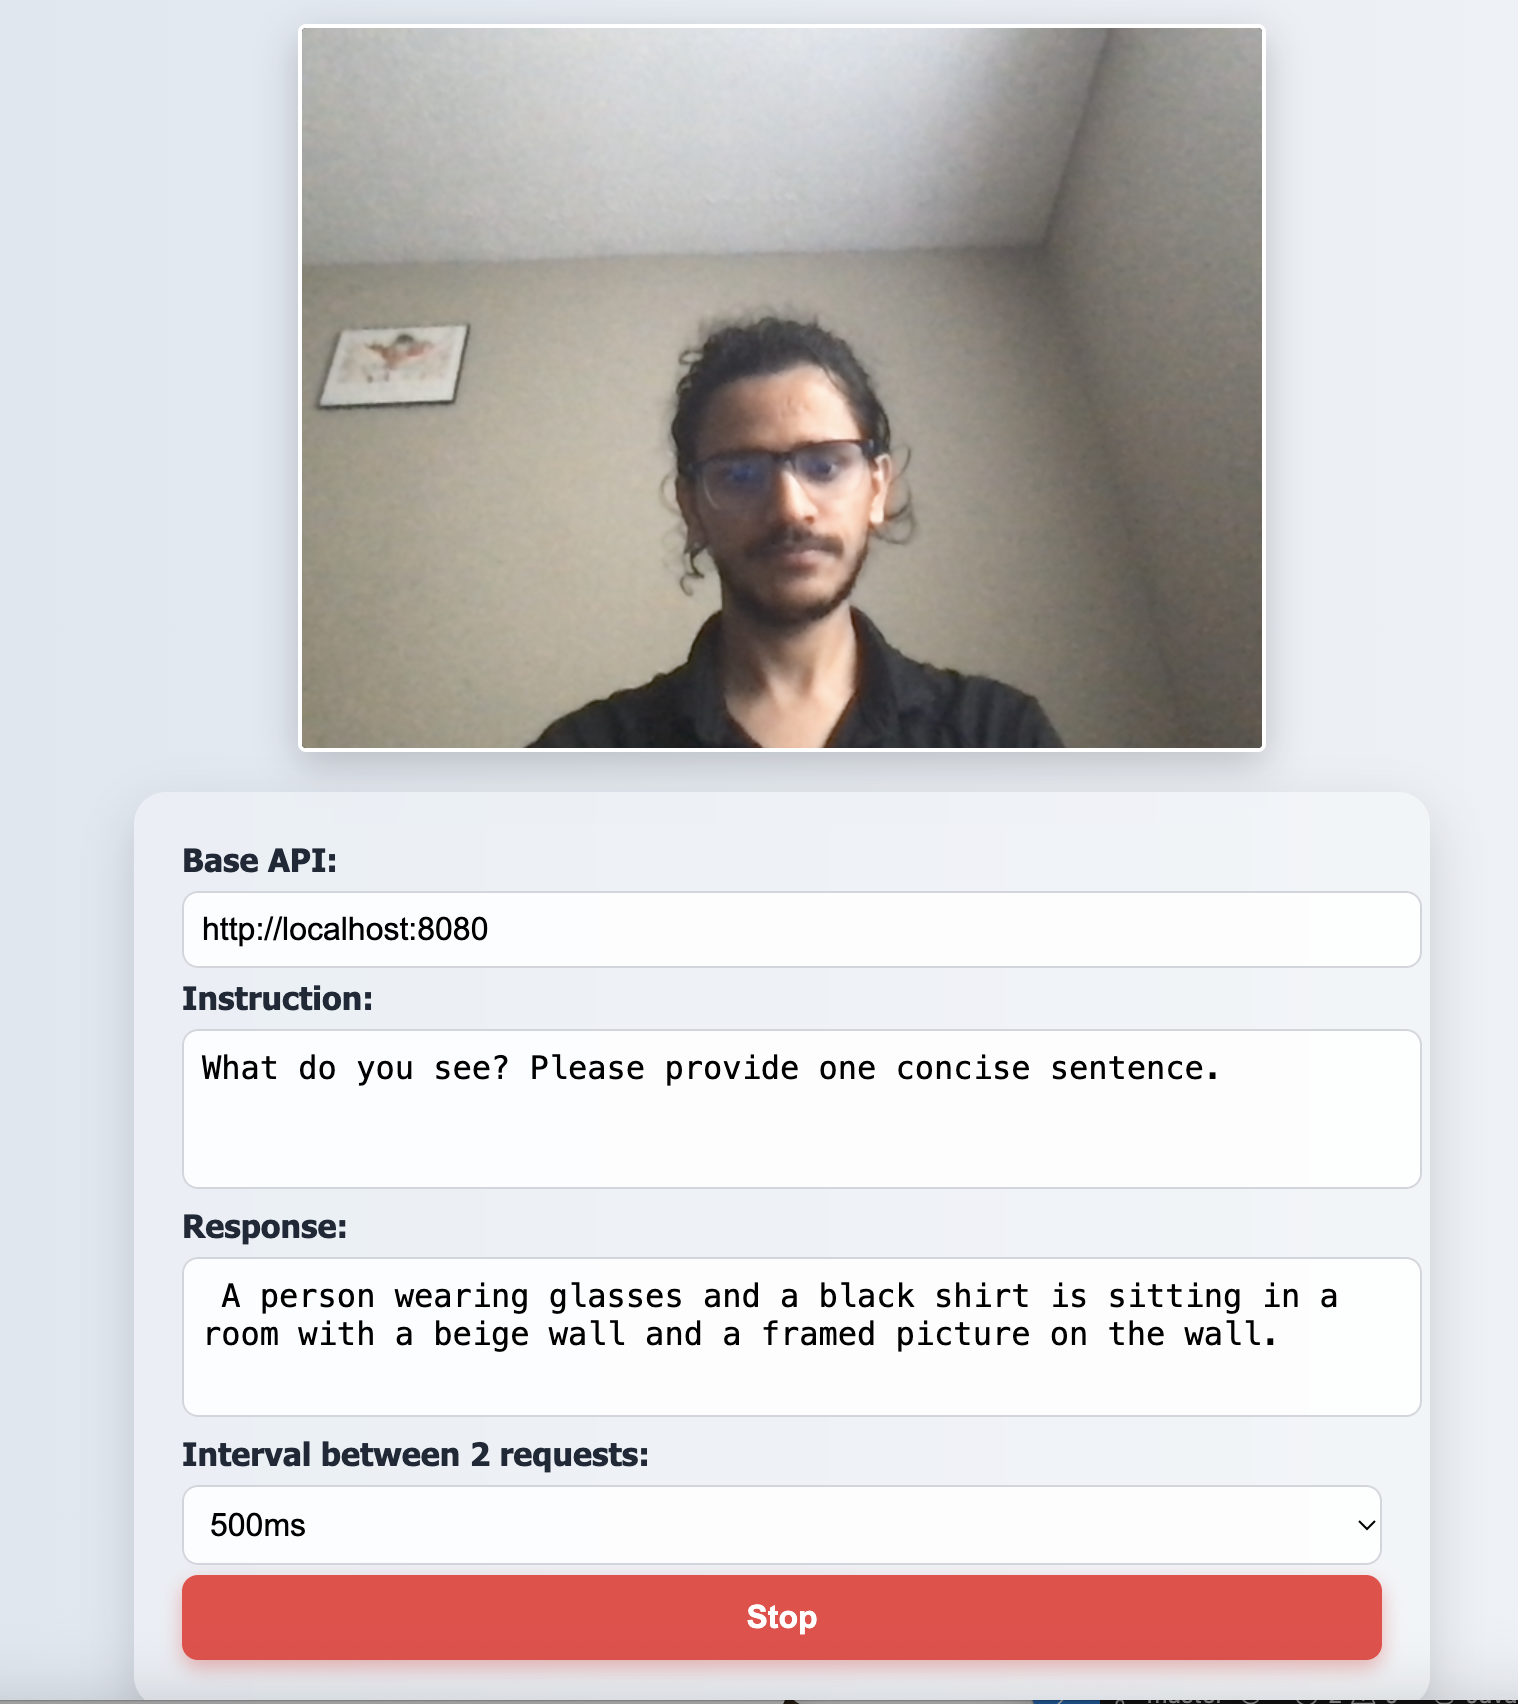 Base API:
http://localhost:8080
Instruction:
What do you see? Please provide one concise sentence.
Response:
A person wearing glasses and a black shirt is sitting in a
room with a beige wall and a framed picture on the wall.
Interval between 2 requests:
500ms
Stop